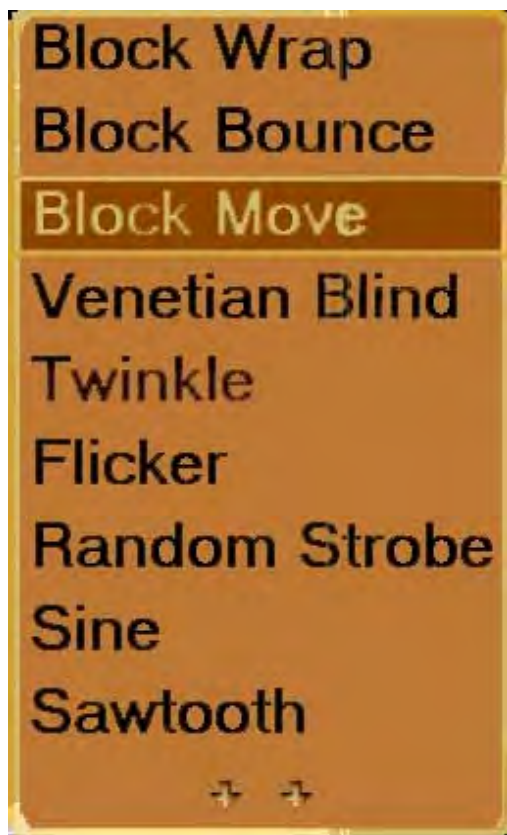 Block Wrap
Block Bounce
Block Move
Venetian Blind
Twinkle
Flicker
Random Strobe
Sine
Sawtooth